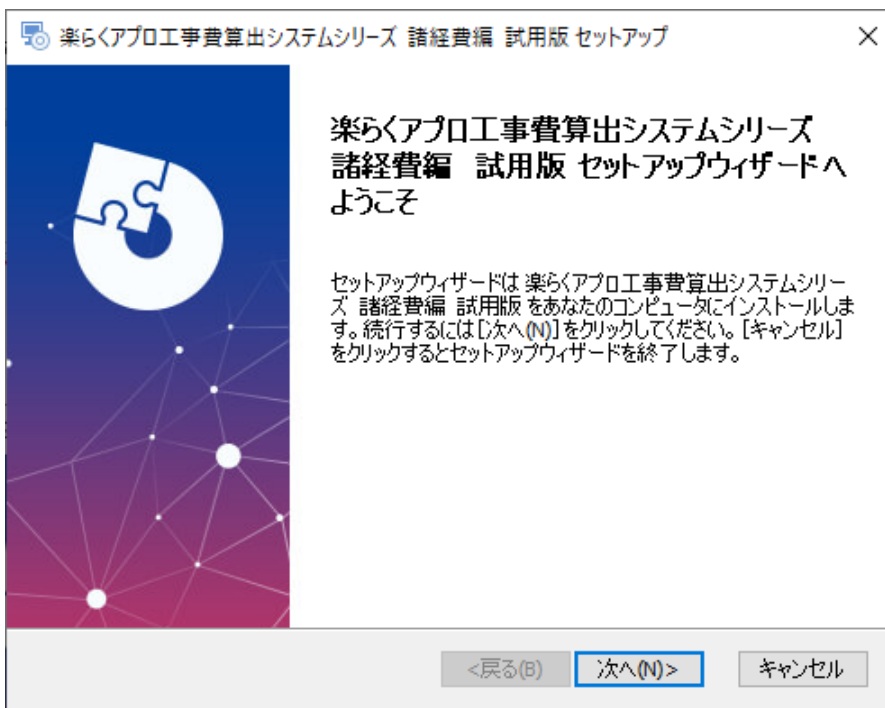 楽らくアプロ工事費算出システムシリーズ 諸経費編 試用版 セットアップ
楽らくアプロ工事費算出システムシリーズ
諸経費編 試用版 セットアップウィザードへ
ようこそ
セットアップウィザードは 楽らくアプロ工事費算出システムシリー
ズ 諸経費編 試用版 をあなたのコンピュータにインストールしま
す。続行するには [次へ(N)] をクリックしてください。[キャンセル]
をクリックするとセットアップウィザードを終了します。
<戻る(B)
次へ(N)>
キャンセル